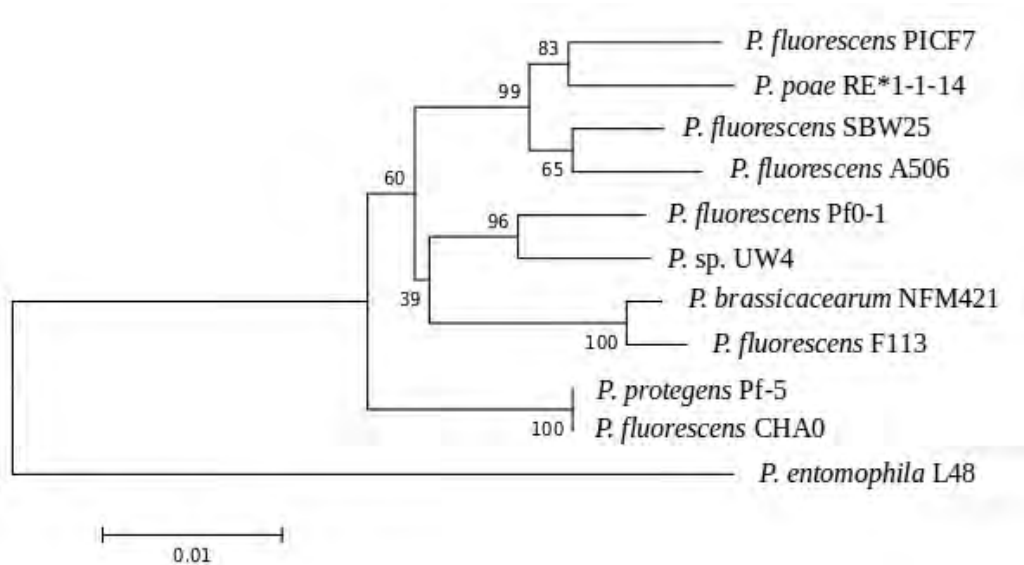 83
P. fluorescens PICF7
P. poae RE*1-1-14
99
P. fluorescens SBW25
65
P. fluorescens A506
60
96
P. fluorescens Pf0-1
P. sp. UW4
39
P. brassicacearum NFM421
100
P. fluorescens F113
P. protegens Pf-5
100
P. fluorescens CHA0
P. entomophila L48
0.01